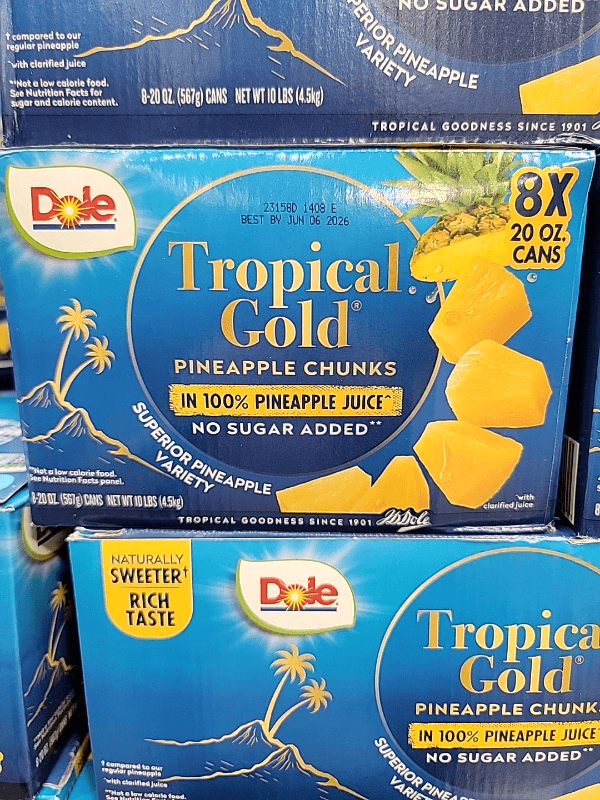 NO SUGAR ADDED
† compared to our
regular pineapple
^with clarified juice
**Not a low calorie food.
See Nutrition Facts for
sugar and calorie content.
8-20 OZ. (567g) CANS NET WT 10 LBS (4.5kg)
SUPERIOR PINEAPPLE
VARIETY
TROPICAL GOODNESS SINCE 1901
Dole
8X
20 OZ.
CANS
23158D 1408 E
BEST BY JUN 06 2026
Tropical
Gold®
PINEAPPLE CHUNKS
IN 100% PINEAPPLE JUICE^
NO SUGAR ADDED**
SUPERIOR PINEAPPLE
VARIETY
**Not a low calorie food.
See Nutrition Facts panel.
8-20 OZ. (567g) CANS NET WT 10 LBS (4.5kg)
^with
clarified juice
TROPICAL GOODNESS SINCE 1901 JDDole
NATURALLY
SWEETER†
RICH
TASTE
Dole
Tropica
Gold®
PINEAPPLE CHUNK
IN 100% PINEAPPLE JUICE
NO SUGAR ADDED**
SUPERIOR PINEAP
VARIE
† compared to our
regular pineapple
^with clarified juice
**Not a low calorie food.